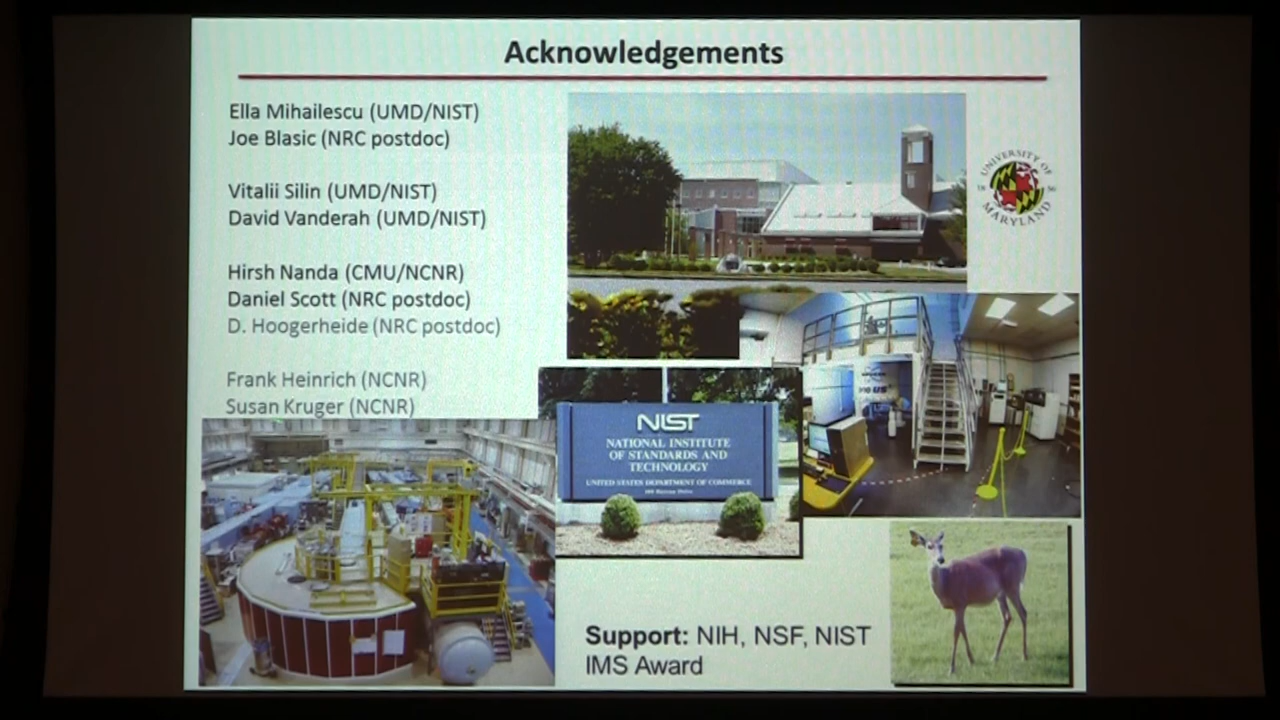 Acknowledgements
Ella Mihailescu (UMD/NIST)
Joe Blasic (NRC postdoc)
Vitalii Silin (UMD/NIST)
David Vanderah (UMD/NIST)
Hirsh Nanda (CMU/NCNR)
Daniel Scott (NRC postdoc)
D. Hoogerheide (NRC postdoc)
Frank Heinrich (NCNR)
Susan Kruger (NCNR)
UNIVERSITY OF
18 56
MARYLAND
NIST
NATIONAL INSTITUTE
OF STANDARDS AND
TECHNOLOGY
UNITED STATES DEPARTMENT OF COMMERCE
Support: NIH, NSF, NIST
IMS Award